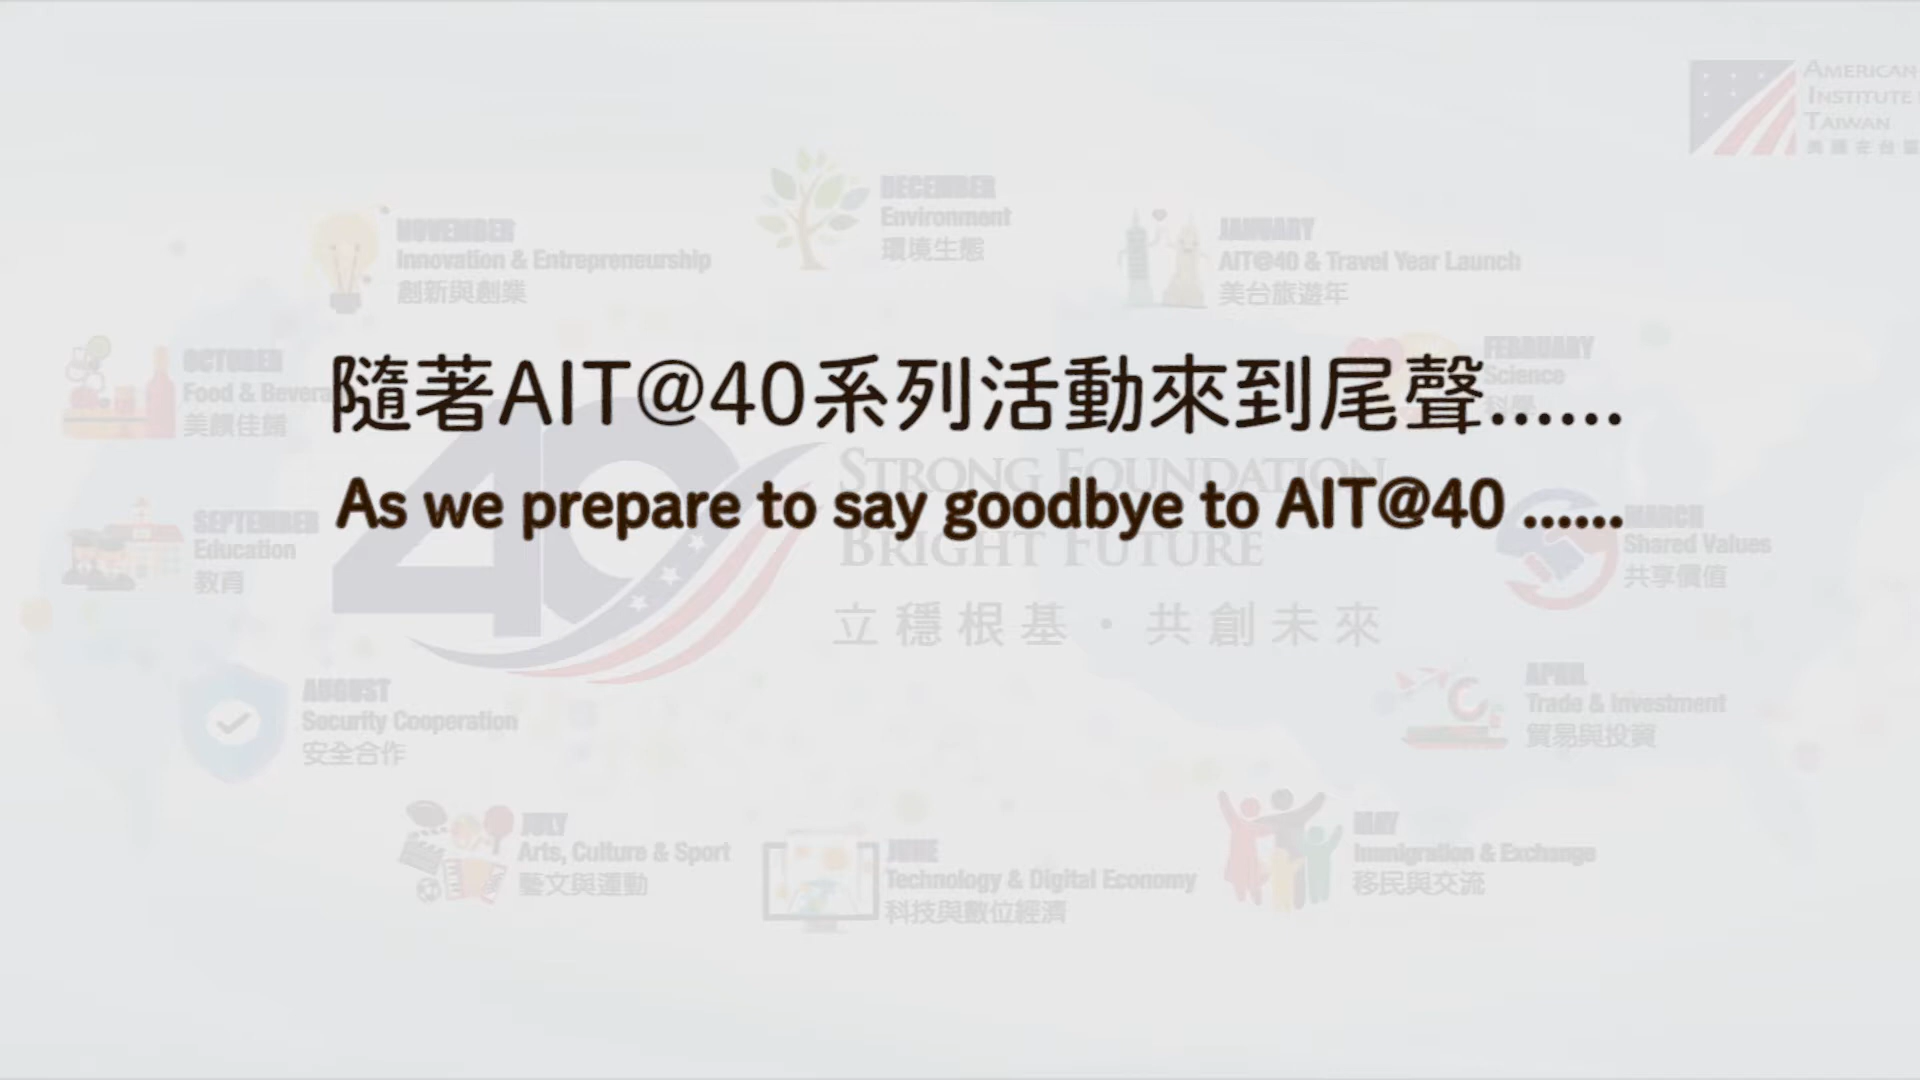 AMERICAN
INSTITUTE
TAIWAN
DECEMBER
Environment
環境生態
NOVEMBER
Innovation & Entrepreneurship
創新與創業
JANUARY
AIT@40 & Travel Year Launch
美台旅遊年
OCTOBER
Food & Bevera
美饌佳餚
FEBRUARY
Science
科學
隨著AIT@40系列活動來到尾聲......
As we prepare to say goodbye to AIT@40 ......
40
STRONG FOUNDATION
BRIGHT FUTURE
立穩根基・共創未來
SEPTEMBER
Education
教育
MARCH
Shared Values
共享價值
AUGUST
Security Cooperation
安全合作
APRIL
Trade & Investment
貿易與投資
JULY
Arts, Culture & Sport
藝文與運動
JUNE
Technology & Digital Economy
科技與數位經濟
MAY
Immigration & Exchange
移民與交流